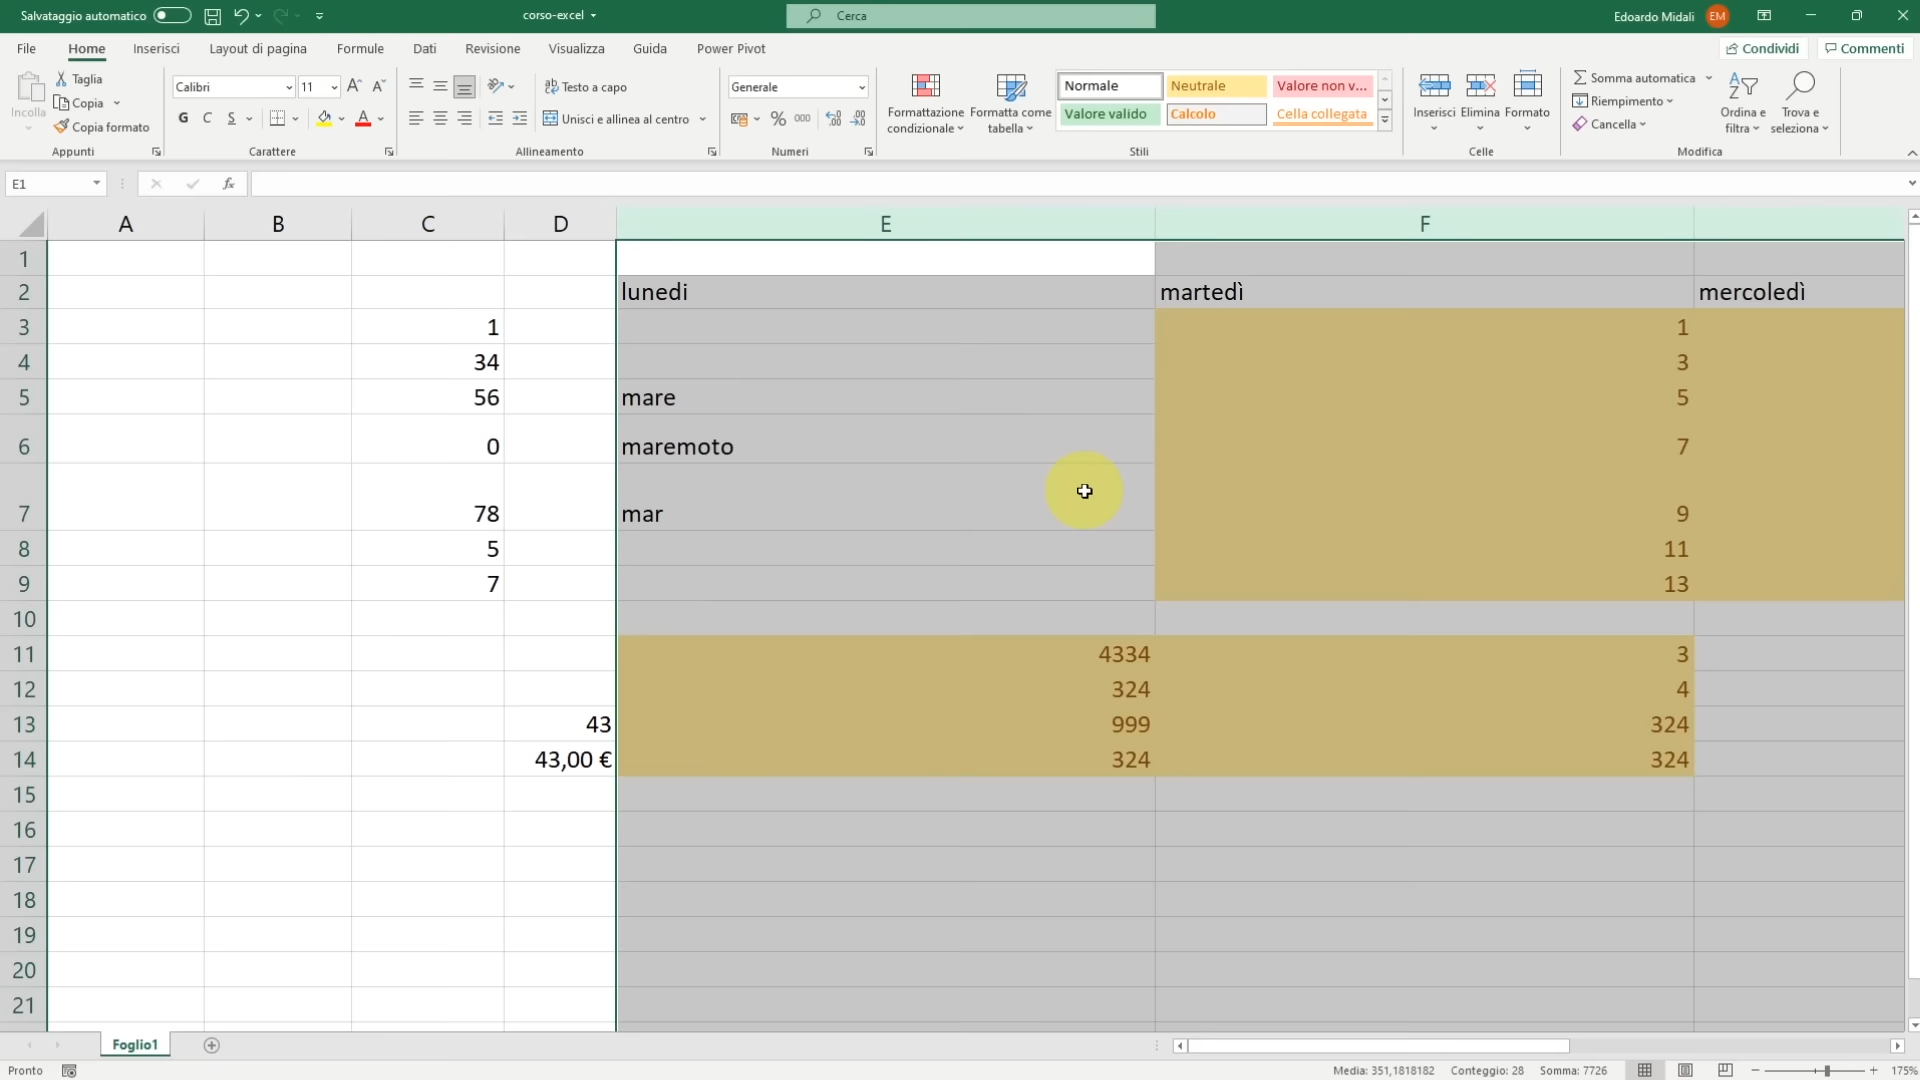 Salvataggio automatico
corso-excel
Cerca
Edoardo Midali
EM
File Home Inserisci Layout di pagina Formule Dati Revisione Visualizza Guida Power Pivot
Condividi Commenti
Incolla
Taglia
Copia
Copia formato
Appunti
Calibri 11
G C S
Carattere
Testo a capo
Unisci e allinea al centro
Allineamento
Generale
% 000
Numeri
Formattazione condizionale
Formatta come tabella
Normale Neutrale Valore non v...
Valore valido Calcolo Cella collegata
Stili
Inserisci Elimina Formato
Celle
Somma automatica
Riempimento
Cancella
Ordina e filtra
Trova e seleziona
Modifica
E1
fx
A B C D E F
1
2 lunedi martedì mercoledì
3 1 1
4 34 3
5 56 mare 5
6 0 maremoto 7
7 78 mar 9
8 5 11
9 7 13
10
11 4334 3
12 324 4
13 43 999 324
14 43,00 € 324 324
15
16
17
18
19
20
21
Foglio1
Pronto
Media: 351,1818182 Conteggio: 28 Somma: 7726
175%